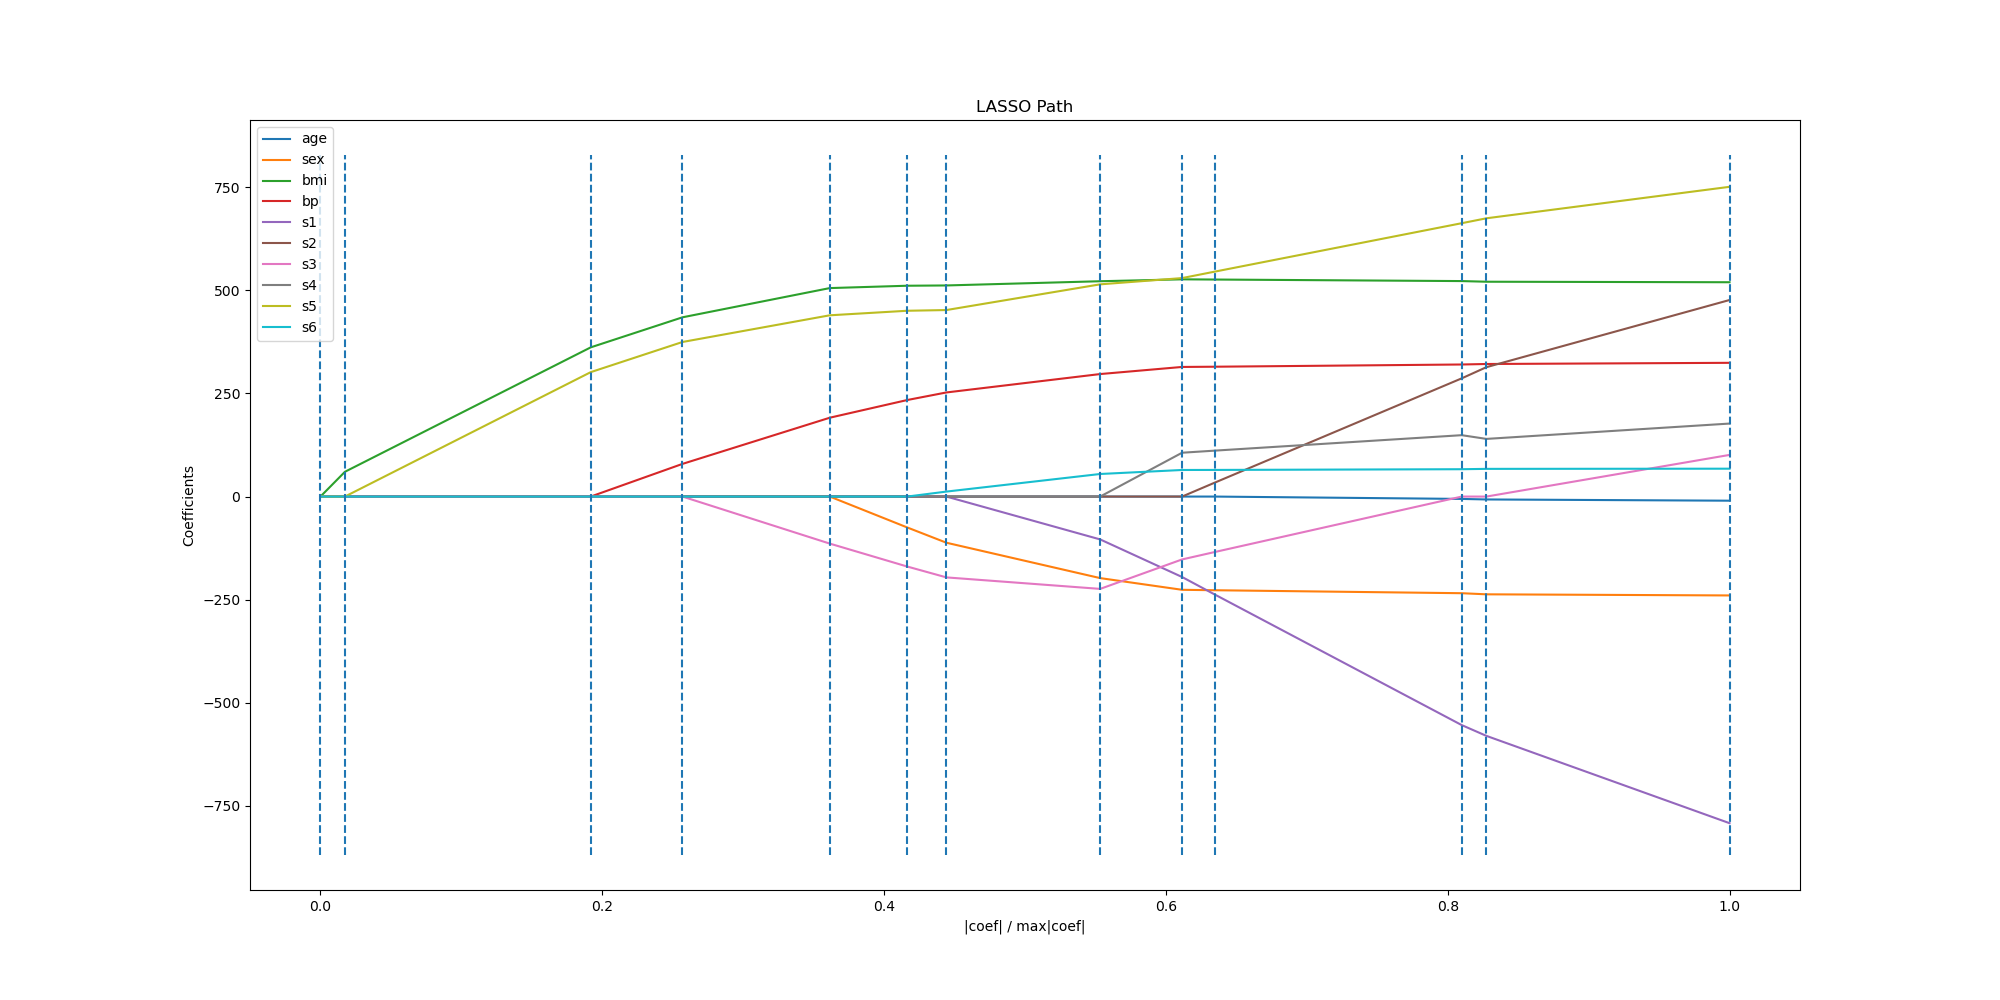 LASSO Path
age
sex
bmi
bp
s1
s2
s3
s4
s5
s6
750
500
250
0
−250
−500
−750
Coefficients
0.0 0.2 0.4 0.6 0.8 1.0
|coef| / max|coef|